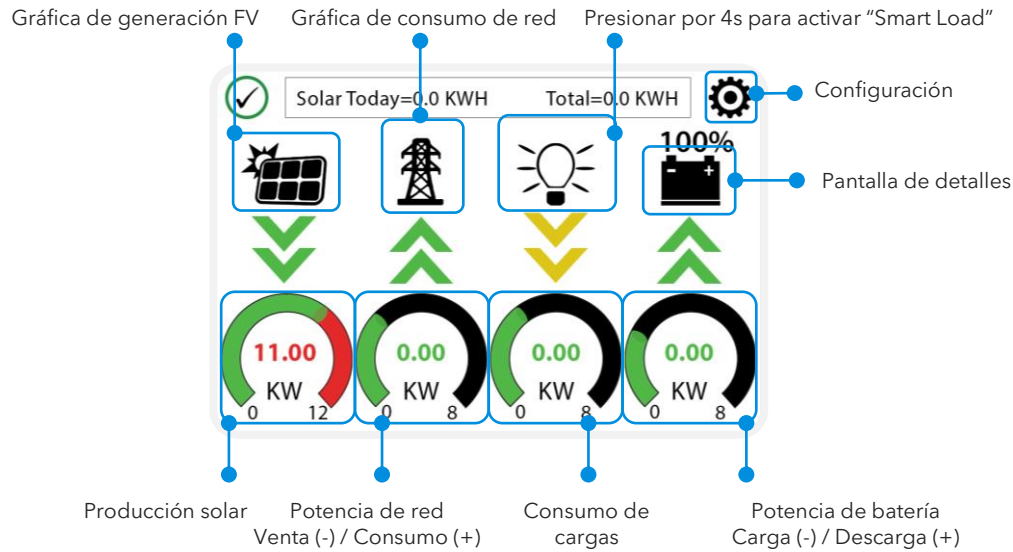 Gráfica de generación FV
Gráfica de consumo de red
Presionar por 4s para activar “Smart Load”
Solar Today=0.0 KWH Total=0.0 KWH
Configuración
100%
Pantalla de detalles
11.00
KW
0 12
0.00
KW
0 8
0.00
KW
0 8
0.00
KW
0 8
Producción solar
Potencia de red
Venta (-) / Consumo (+)
Consumo de
cargas
Potencia de batería
Carga (-) / Descarga (+)